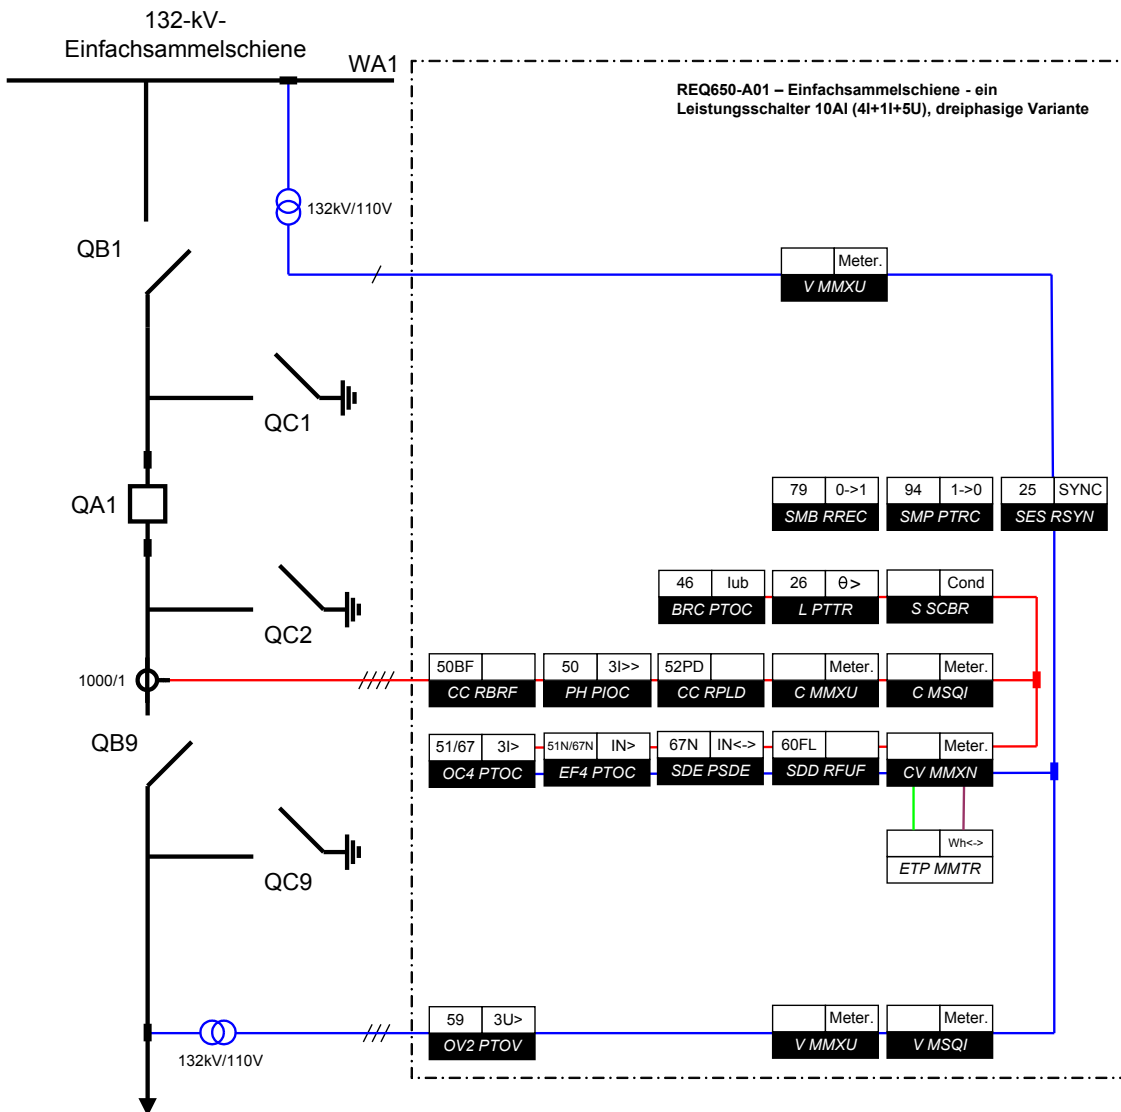 132-kV-
Einfachsammelschiene
WA1
REQ650-A01 – Einfachsammelschiene - ein
Leistungsschalter 10AI (4I+1I+5U), dreiphasige Variante
132kV/110V
QB1
Meter.
V MMXU
QC1
QA1
79 0->1
SMB RREC
94 1->0
SMP PTRC
25 SYNC
SES RSYN
46 Iub
BRC PTOC
26 θ>
L PTTR
Cond
S SCBR
QC2
1000/1
50BF
CC RBRF
50 3I>>
PH PIOC
52PD
CC RPLD
Meter.
C MMXU
Meter.
C MSQI
QB9
51/67 3I>
OC4 PTOC
51N/67N IN>
EF4 PTOC
67N IN<->
SDE PSDE
60FL
SDD RFUF
Meter.
CV MMXN
Wh<->
ETP MMTR
QC9
132kV/110V
59 3U>
OV2 PTOV
Meter.
V MMXU
Meter.
V MSQI